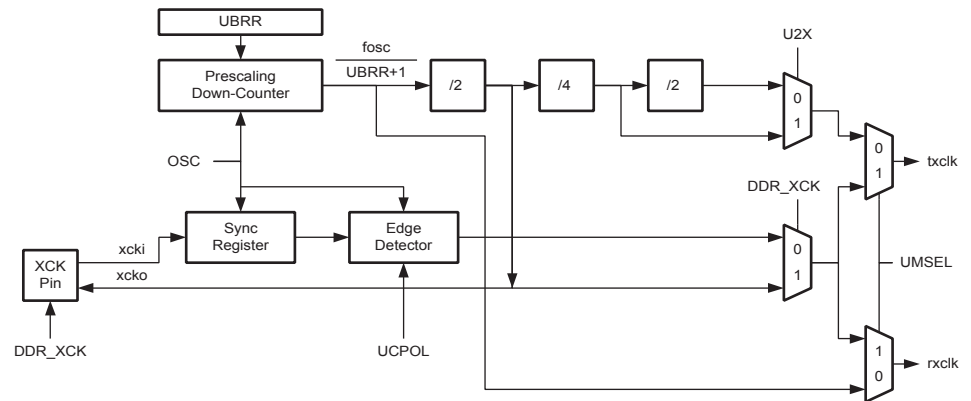 UBRR
U2X
fosc
Prescaling
Down-Counter
UBRR+1
/2
/4
/2
0
1
0
1
txclk
OSC
DDR_XCK
Sync
Register
Edge
Detector
xcki
0
1
XCK
Pin
xcko
UMSEL
DDR_XCK
UCPOL
1
0
rxclk